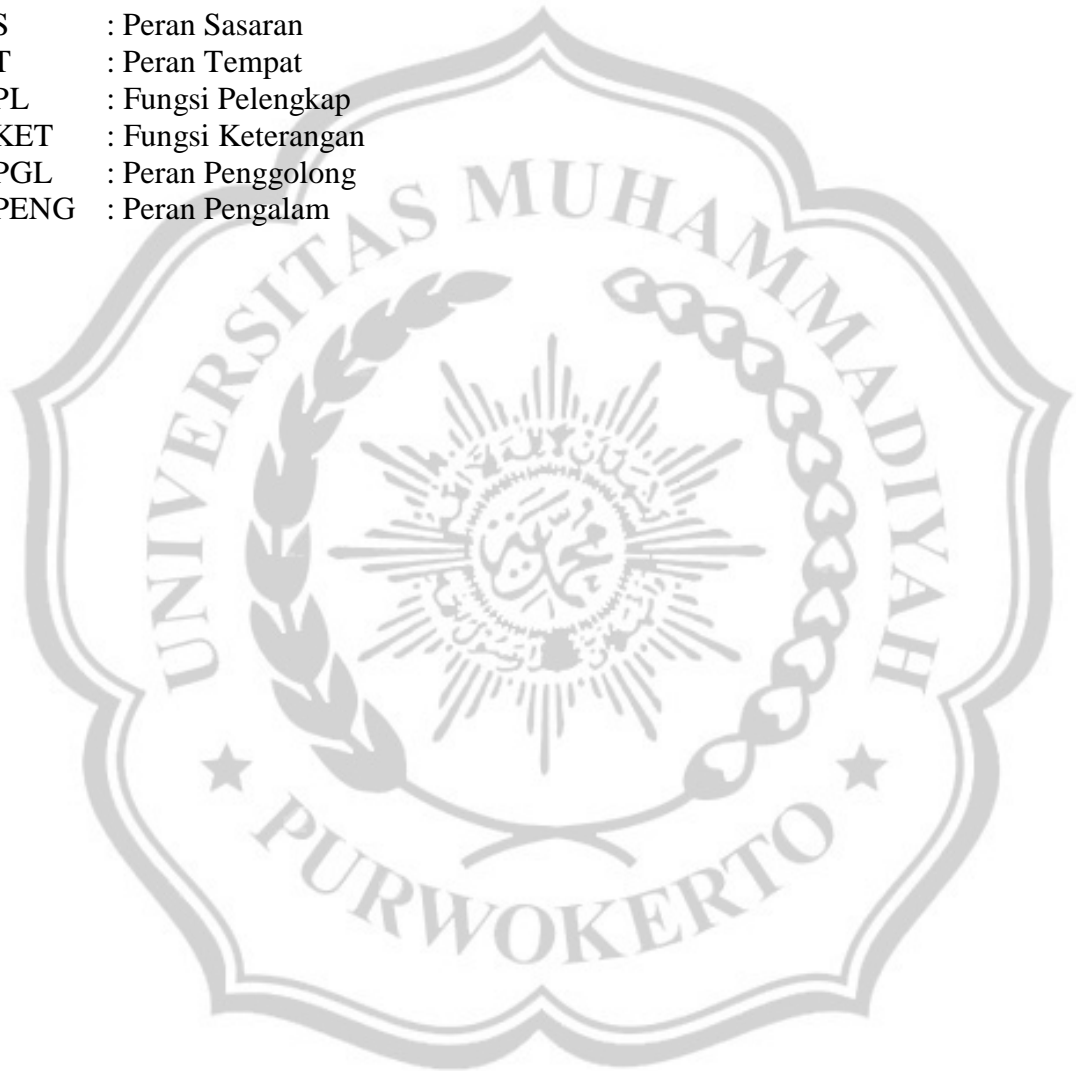 S : Peran Sasaran
T : Peran Tempat
PL : Fungsi Pelengkap
KET : Fungsi Keterangan
PGL : Peran Penggolong
PENG : Peran Pengalam
UNIVERSITAS MUHAMMADIYAH
PURWOKERTO